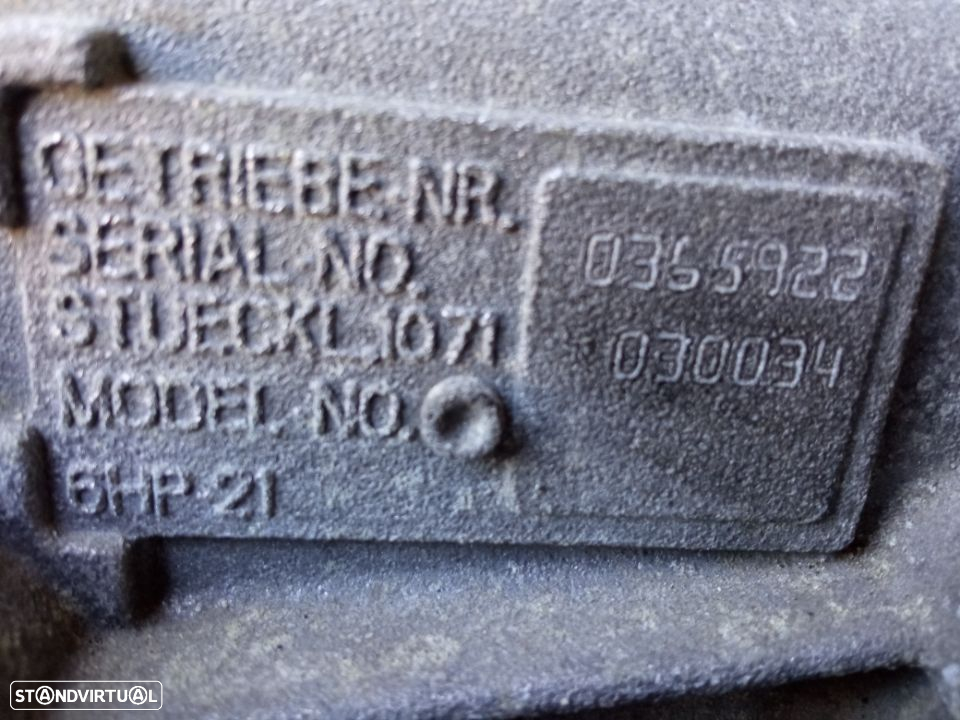 GETRIEBE-NR.
SERIAL-NO. 0365922
STUECKL.1071 030034
MODEL-NO.
6HP-21
STANDVIRTUAL